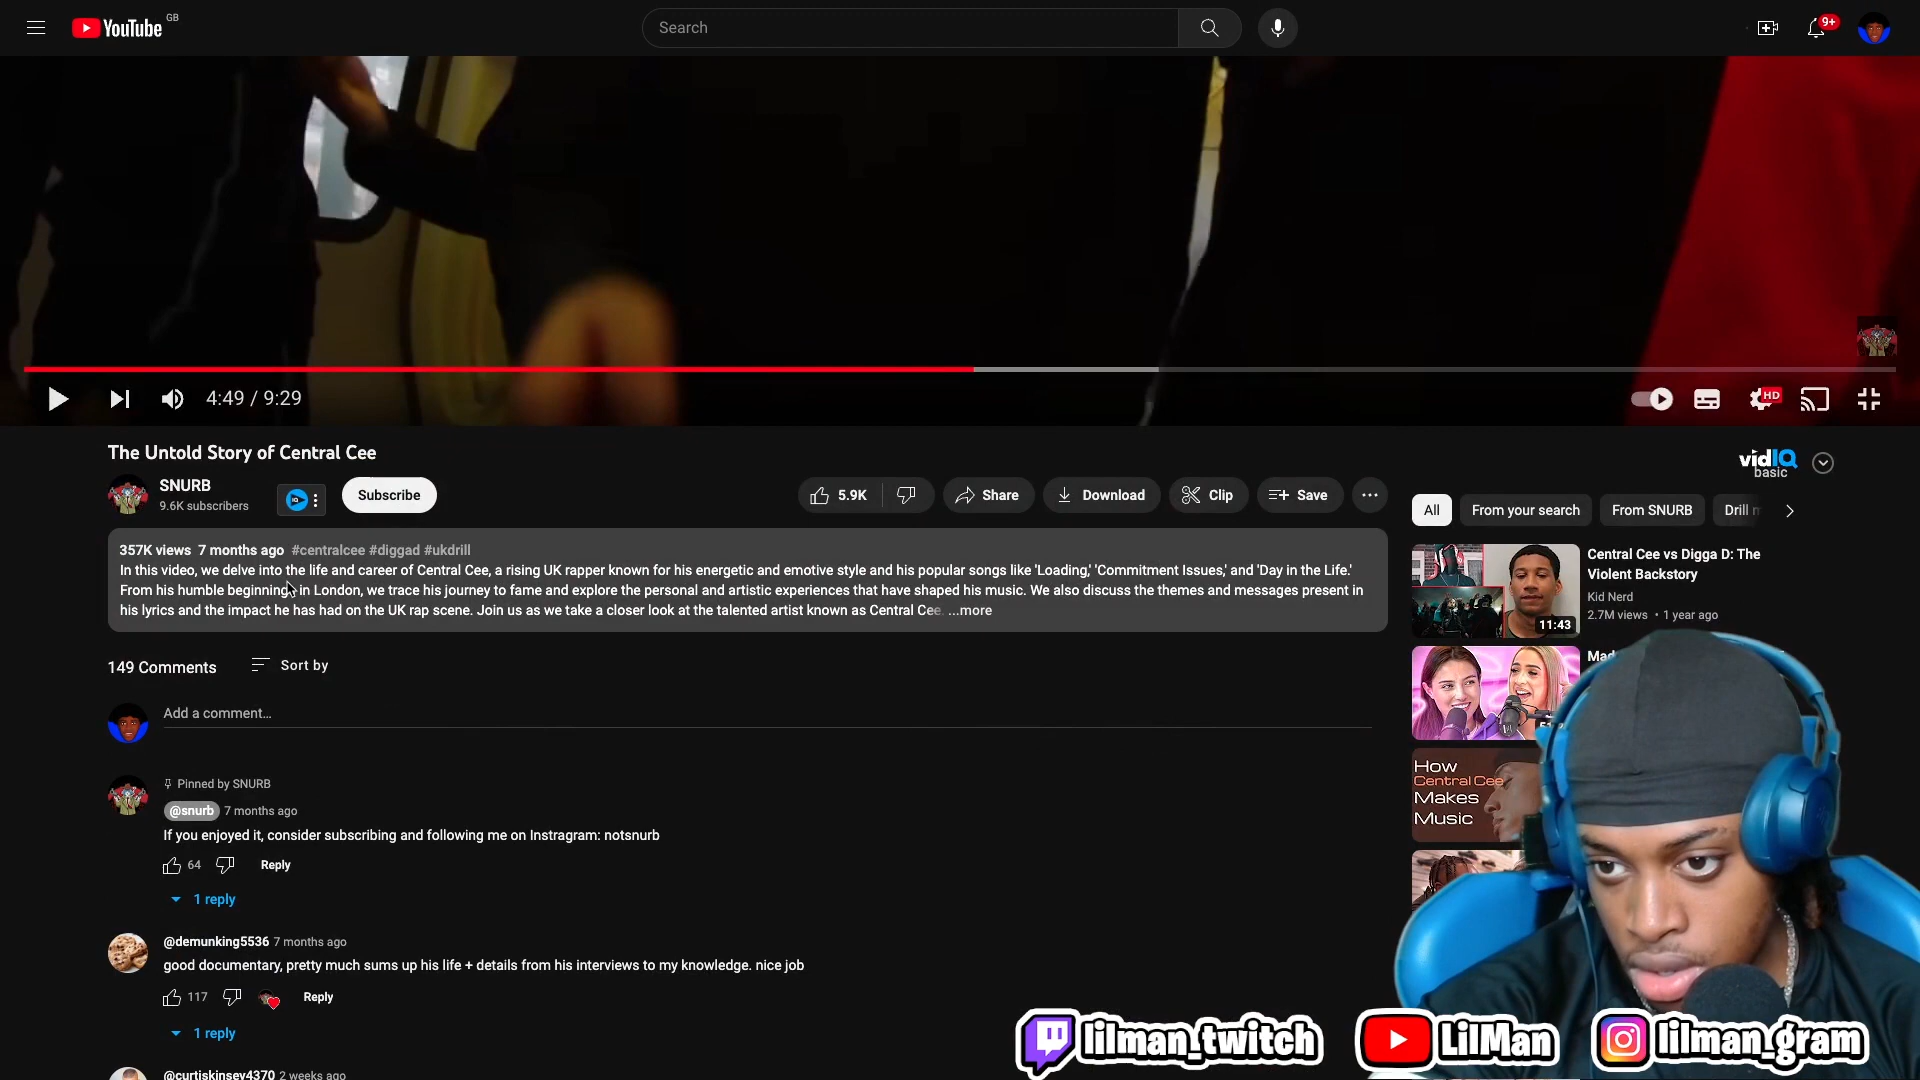 YouTube GB
Search
9+
4:49 / 9:29
HD
The Untold Story of Central Cee
SNURB
9.6K subscribers
Subscribe
5.9K
Share
Download
Clip
Save
vidIQ
basic
357K views 7 months ago #centralcee #diggad #ukdrill
In this video, we delve into the life and career of Central Cee, a rising UK rapper known for his energetic and emotive style and his popular songs like 'Loading,' 'Commitment Issues,' and 'Day in the Life.'
From his humble beginnings in London, we trace his journey to fame and explore the personal and artistic experiences that have shaped his music. We also discuss the themes and messages present in
his lyrics and the impact he has had on the UK rap scene. Join us as we take a closer look at the talented artist known as Central Cee. ...more
149 Comments
Sort by
Add a comment...
Pinned by SNURB
@snurb 7 months ago
If you enjoyed it, consider subscribing and following me on Instragram: notsnurb
64
Reply
1 reply
@demunking5536 7 months ago
good documentary, pretty much sums up his life + details from his interviews to my knowledge. nice job
117
Reply
1 reply
@curtiskinsey4370 2 weeks ago
All
From your search
From SNURB
Drill
11:43
Central Cee vs Digga D: The
Violent Backstory
Kid Nerd
2.7M views • 1 year ago
How
Central Cee
Makes
Music
lilman_twitch
LilMan
lilman_gram